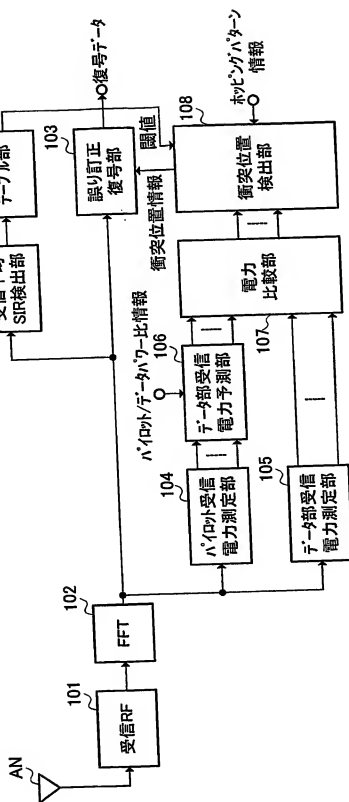 AN
101
受信RF
102
FFT
SIR検出部
テーブル部
103
誤り訂正
復号部
復号データ
閾値
衝突位置情報
パイロット/データパワー比情報
104
パイロット受信
電力測定部
106
データ部受信
電力予測部
105
データ部受信
電力測定部
107
電力
比較部
108
衝突位置
検出部
ホッピングパターン
情報